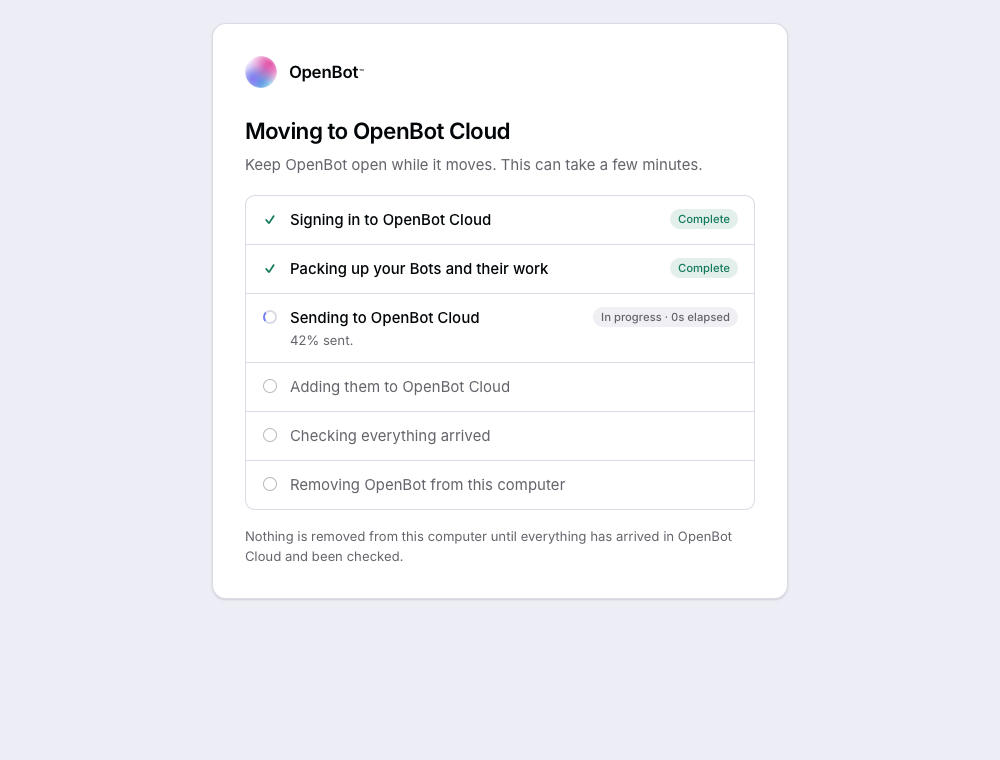 OpenBot™
Moving to OpenBot Cloud
Keep OpenBot open while it moves. This can take a few minutes.
Signing in to OpenBot Cloud
Complete
Packing up your Bots and their work
Complete
Sending to OpenBot Cloud
In progress · 0s elapsed
42% sent.
Adding them to OpenBot Cloud
Checking everything arrived
Removing OpenBot from this computer
Nothing is removed from this computer until everything has arrived in OpenBot
Cloud and been checked.